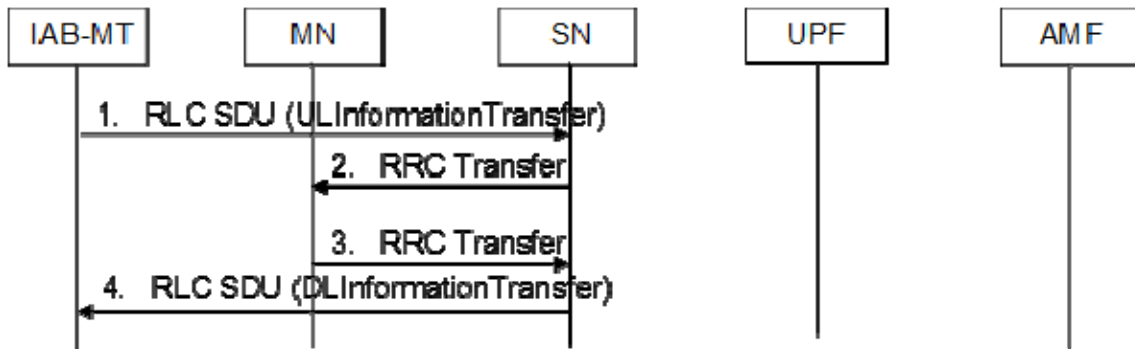 IAB-MT MN SN UPF AMF
1. RLC SDU (ULInformationTransfer)
2. RRC Transfer
3. RRC Transfer
4. RLC SDU (DLInformationTransfer)